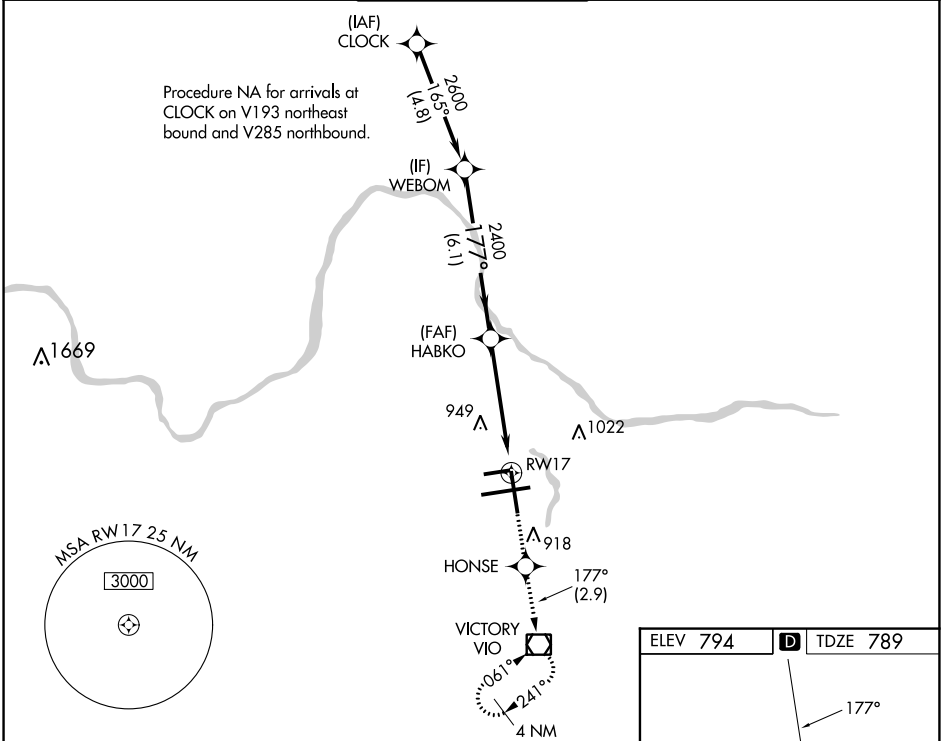 (IAF)
CLOCK
Procedure NA for arrivals at
CLOCK on V193 northeast
bound and V285 northbound.
2600
165°
(4.8)
(IF)
WEBOM
2400
177°
(6.1)
(FAF)
HABKO
1669
949
1022
RW17
MSA RW17 25 NM
3000
918
HONSE
177°
(2.9)
VICTORY
VIO
061°
241°
4 NM
ELEV 794 D TDZE 789
177°